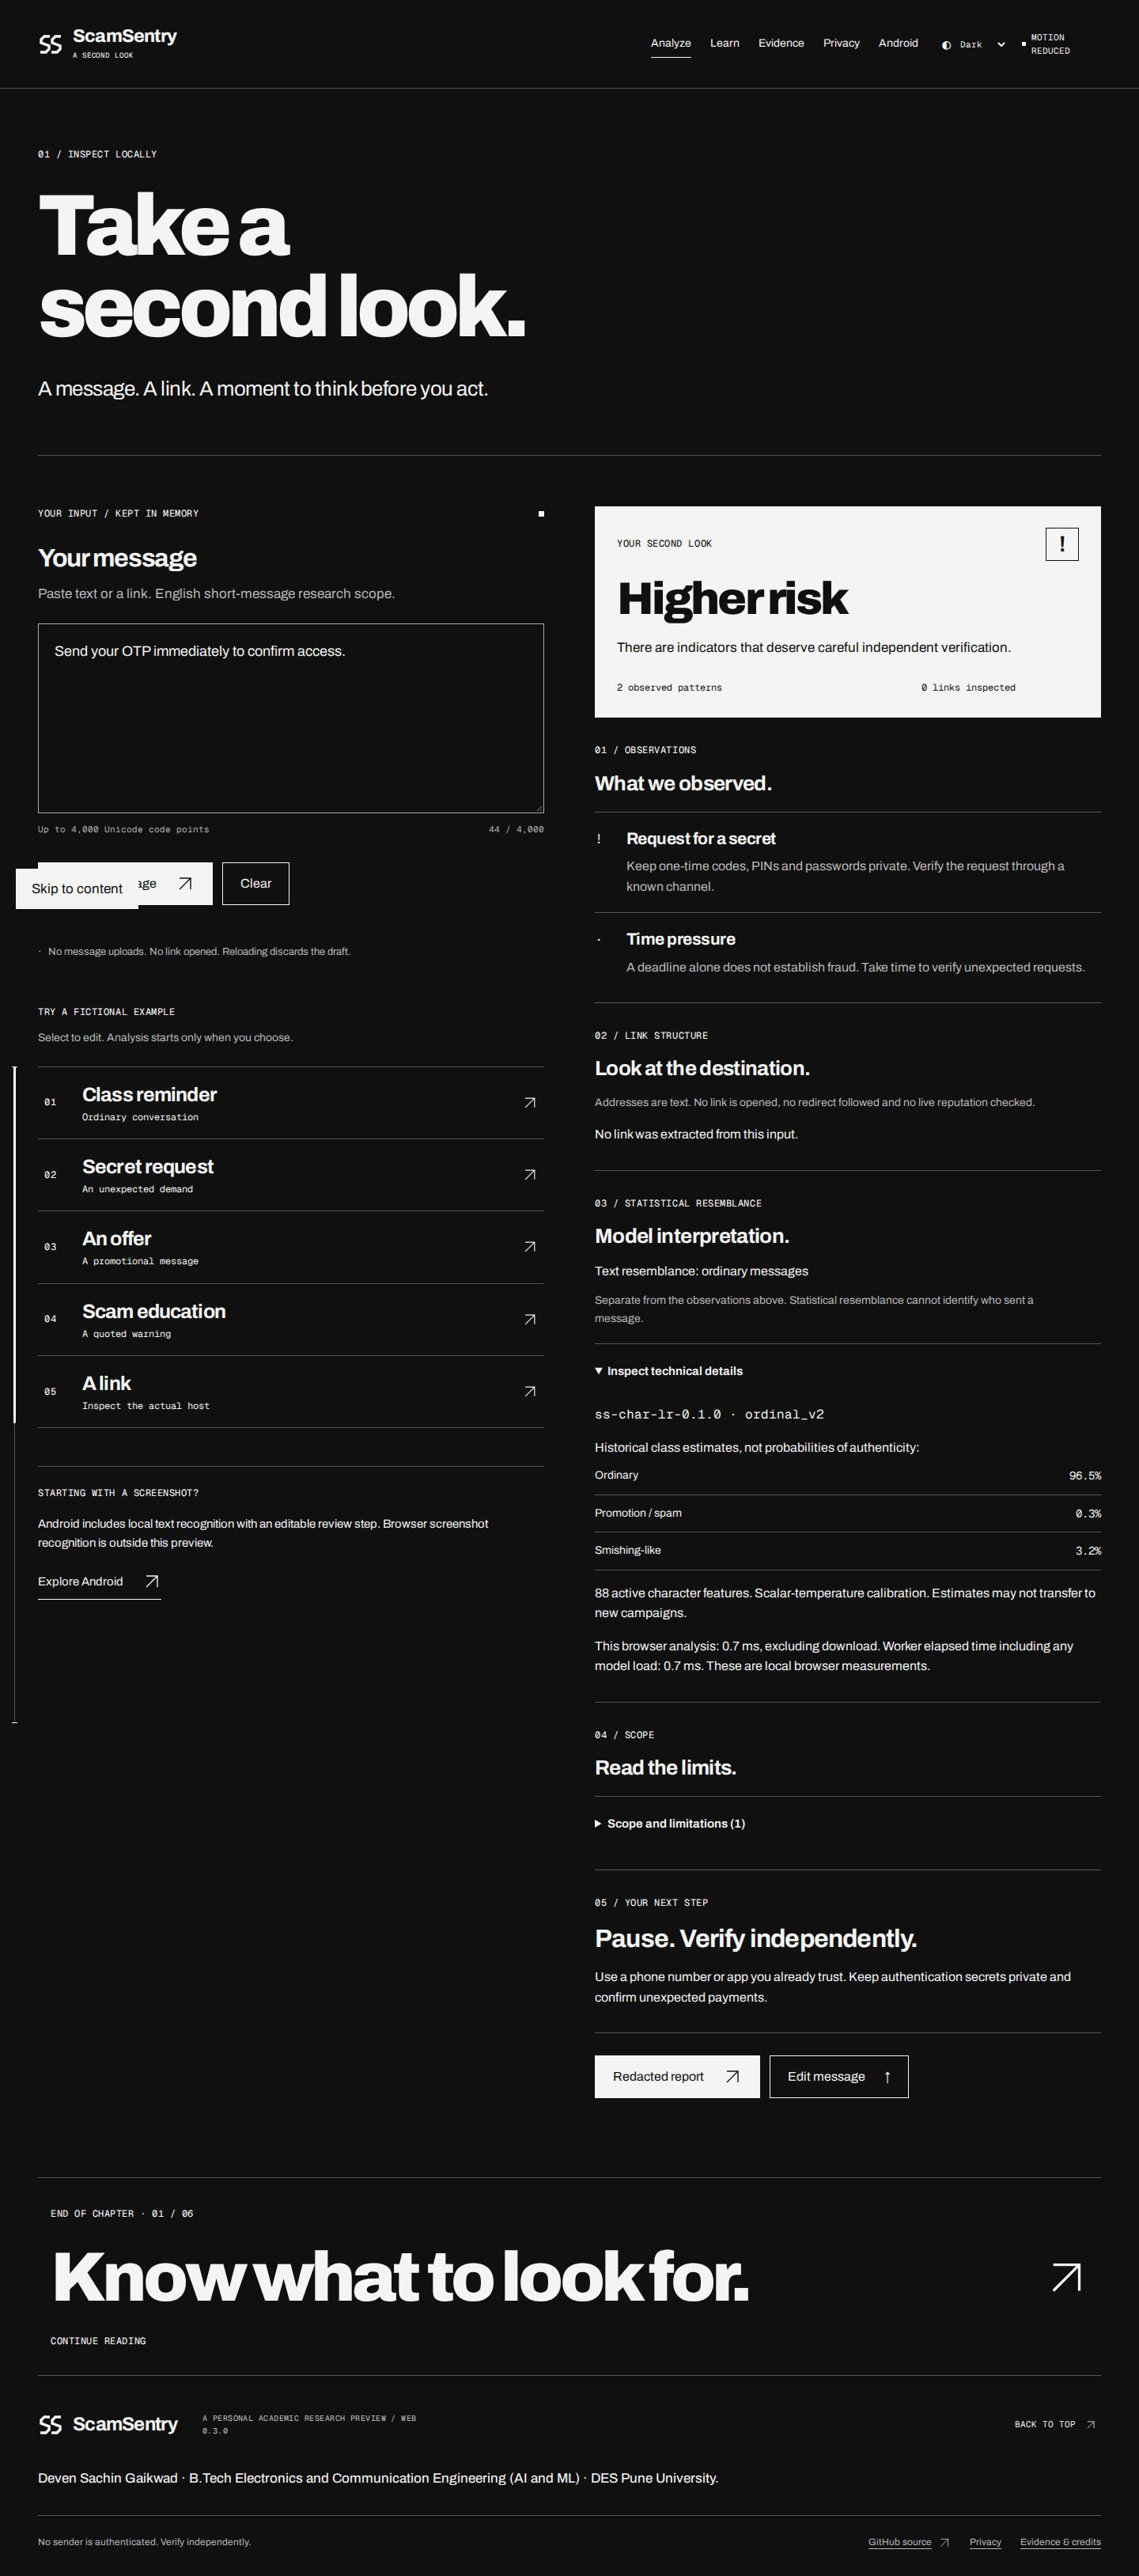 ScamSentry
A SECOND LOOK
Analyze Learn Evidence Privacy Android Dark MOTION
REDUCED
01 / INSPECT LOCALLY
Take a
second look.
A message. A link. A moment to think before you act.
YOUR INPUT / KEPT IN MEMORY
Your message
Paste text or a link. English short-message research scope.
Send your OTP immediately to confirm access.
Up to 4,000 Unicode code points 44 / 4,000
Skip to content
Clear
· No message uploads. No link opened. Reloading discards the draft.
TRY A FICTIONAL EXAMPLE
Select to edit. Analysis starts only when you choose.
01 Class reminder
Ordinary conversation
02 Secret request
An unexpected demand
03 An offer
A promotional message
04 Scam education
A quoted warning
05 A link
Inspect the actual host
STARTING WITH A SCREENSHOT?
Android includes local text recognition with an editable review step. Browser screenshot
recognition is outside this preview.
Explore Android
YOUR SECOND LOOK !
Higher risk
There are indicators that deserve careful independent verification.
2 observed patterns 0 links inspected
01 / OBSERVATIONS
What we observed.
! Request for a secret
Keep one-time codes, PINs and passwords private. Verify the request through a
known channel.
· Time pressure
A deadline alone does not establish fraud. Take time to verify unexpected requests.
02 / LINK STRUCTURE
Look at the destination.
Addresses are text. No link is opened, no redirect followed and no live reputation checked.
No link was extracted from this input.
03 / STATISTICAL RESEMBLANCE
Model interpretation.
Text resemblance: ordinary messages
Separate from the observations above. Statistical resemblance cannot identify who sent a
message.
▼ Inspect technical details
ss-char-lr-0.1.0 · ordinal_v2
Historical class estimates, not probabilities of authenticity:
Ordinary 96.5%
Promotion / spam 0.3%
Smishing-like 3.2%
88 active character features. Scalar-temperature calibration. Estimates may not transfer to
new campaigns.
This browser analysis: 0.7 ms, excluding download. Worker elapsed time including any
model load: 0.7 ms. These are local browser measurements.
04 / SCOPE
Read the limits.
▶ Scope and limitations (1)
05 / YOUR NEXT STEP
Pause. Verify independently.
Use a phone number or app you already trust. Keep authentication secrets private and
confirm unexpected payments.
Redacted report Edit message ↑
END OF CHAPTER · 01 / 06
Know what to look for.
CONTINUE READING
ScamSentry
A PERSONAL ACADEMIC RESEARCH PREVIEW / WEB
0.3.0
BACK TO TOP
Deven Sachin Gaikwad · B.Tech Electronics and Communication Engineering (AI and ML) · DES Pune University.
No sender is authenticated. Verify independently.
GitHub source Privacy Evidence & credits